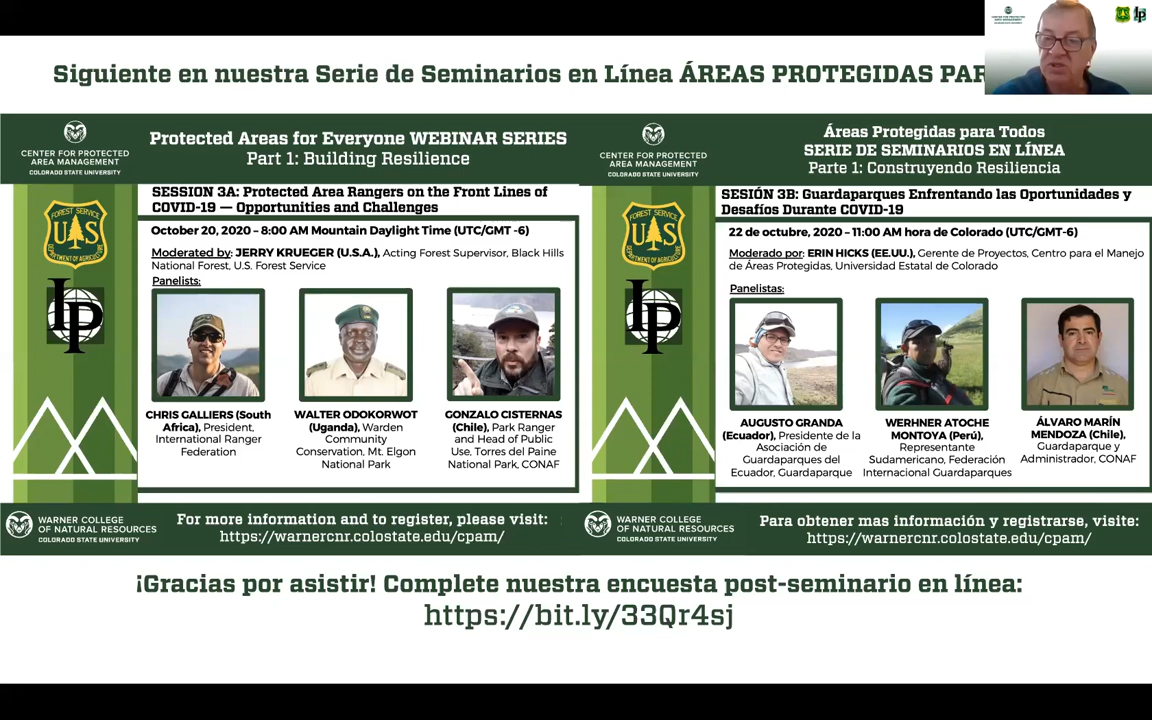 Siguiente en nuestra Serie de Seminarios en Línea ÁREAS PROTEGIDAS PAR
CENTER FOR PROTECTED
AREA MANAGEMENT
COLORADO STATE UNIVERSITY
Protected Areas for Everyone WEBINAR SERIES
Part 1: Building Resilience
SESSION 3A: Protected Area Rangers on the Front Lines of
COVID-19 — Opportunities and Challenges
FOREST SERVICE
U S
DEPARTMENT OF AGRICULTURE
IP
October 20, 2020 – 8:00 AM Mountain Daylight Time (UTC/GMT -6)
Moderated by: JERRY KRUEGER (U.S.A.), Acting Forest Supervisor, Black Hills
National Forest, U.S. Forest Service
Panelists:
CHRIS GALLIERS (South
Africa), President,
International Ranger
Federation
WALTER ODOKORWOT
(Uganda), Warden
Community
Conservation, Mt. Elgon
National Park
GONZALO CISTERNAS
(Chile), Park Ranger
and Head of Public
Use, Torres del Paine
National Park, CONAF
WARNER COLLEGE
OF NATURAL RESOURCES
COLORADO STATE UNIVERSITY
For more information and to register, please visit:
https://warnercnr.colostate.edu/cpam/
CENTER FOR PROTECTED
AREA MANAGEMENT
COLORADO STATE UNIVERSITY
Áreas Protegidas para Todos
SERIE DE SEMINARIOS EN LÍNEA
Parte 1: Construyendo Resiliencia
SESIÓN 3B: Guardaparques Enfrentando las Oportunidades y
Desafíos Durante COVID-19
FOREST SERVICE
U S
DEPARTMENT OF AGRICULTURE
IP
22 de octubre, 2020 – 11:00 AM hora de Colorado (UTC/GMT-6)
Moderado por: ERIN HICKS (EE.UU.), Gerente de Proyectos, Centro para el Manejo
de Áreas Protegidas, Universidad Estatal de Colorado
Panelistas:
AUGUSTO GRANDA
(Ecuador), Presidente de la
Asociación de
Guardaparques del
Ecuador, Guardaparque
WERHNER ATOCHE
MONTOYA (Perú),
Representante
Sudamericano, Federación
Internacional Guardaparques
ÁLVARO MARÍN
MENDOZA (Chile),
Guardaparque y
Administrador, CONAF
WARNER COLLEGE
OF NATURAL RESOURCES
COLORADO STATE UNIVERSITY
Para obtener mas información y registrarse, visite:
https://warnercnr.colostate.edu/cpam/
¡Gracias por asistir! Complete nuestra encuesta post-seminario en línea:
https://bit.ly/33Qr4sj